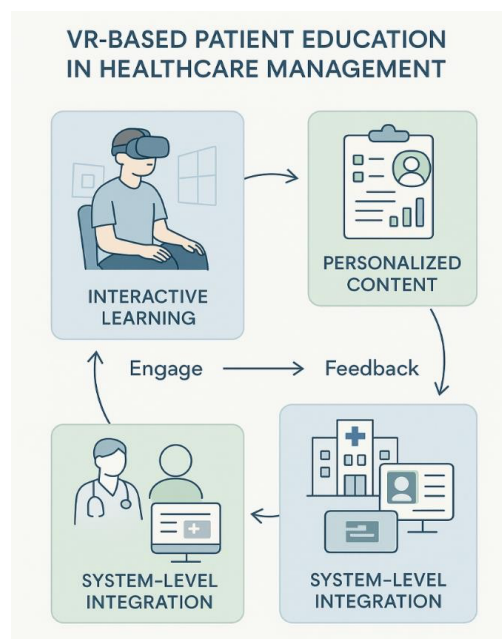 VR-BASED PATIENT EDUCATION
IN HEALTHCARE MANAGEMENT
INTERACTIVE
LEARNING
PERSONALIZED
CONTENT
Engage
Feedback
SYSTEM-LEVEL
INTEGRATION
SYSTEM-LEVEL
INTEGRATION